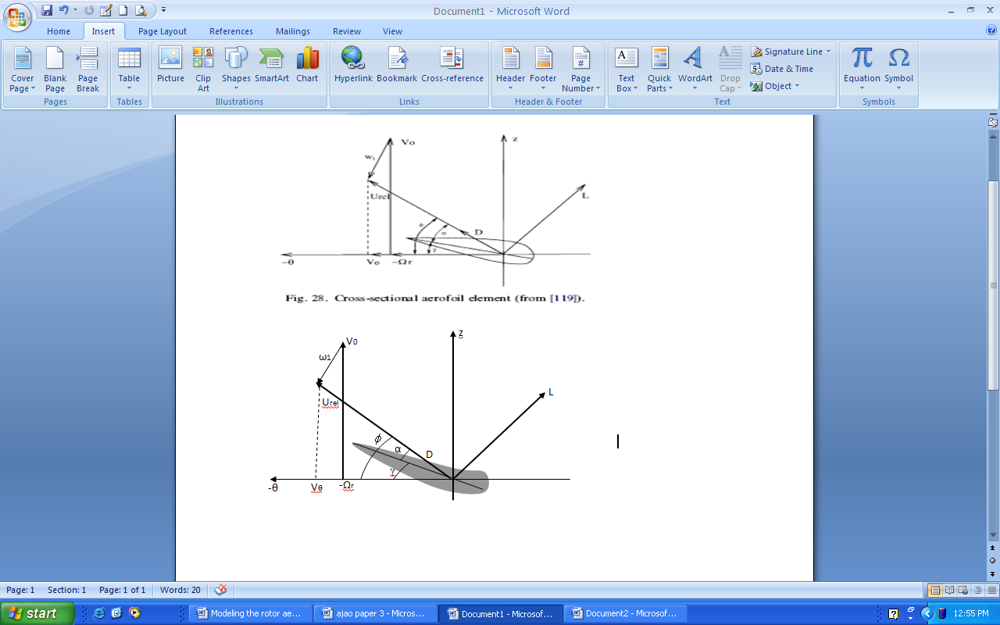 Document1 - Microsoft Word
Home Insert Page Layout References Mailings Review View
Cover Page Blank Page Page Break Table Picture Clip Art Shapes SmartArt Chart Hyperlink Bookmark Cross-reference Header Footer Page Number Text Box Quick Parts WordArt Drop Cap Signature Line Date & Time Object Equation Symbol
Pages Tables Illustrations Links Header & Footer Text Symbols
Vo z
wi
Urel L
α D
γ
-θ Vθ -Ωr
Fig. 28. Cross-sectional aerofoil element (from [119]).
Vo z
ω1
L
Urel
ϕ α D
γ
-θ Vθ -Ωr
Page: 1 Section: 1 Page: 1 of 1 Words: 20
start Modeling the rotor ae... ajao paper 3 - Micros... Document1 - Microsof... Document2 - Microsof... 12:55 PM